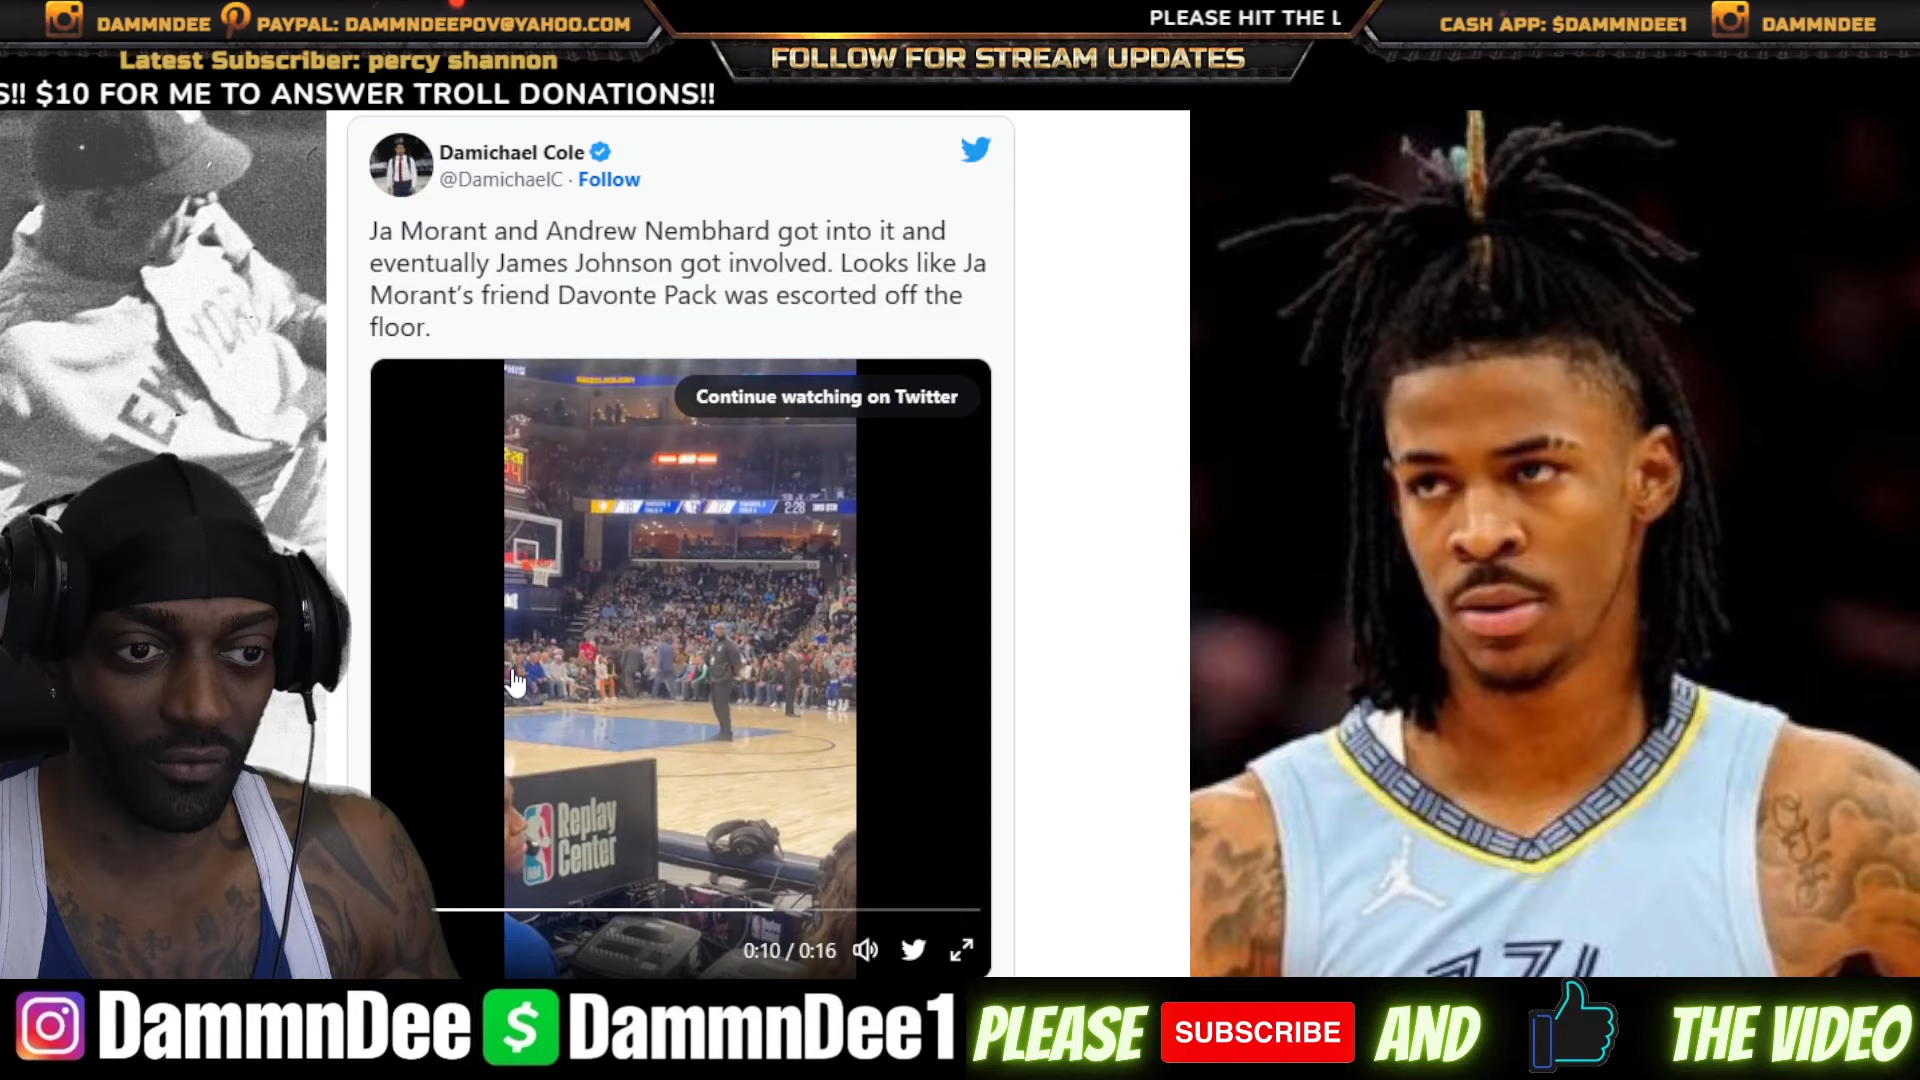 DAMMNDEE
PAYPAL: DAMMNDEEPOV@YAHOO.COM
PLEASE HIT THE L
CASH APP: $DAMMNDEE1
DAMMNDEE
Latest Subscriber: percy shannon
FOLLOW FOR STREAM UPDATES
S!! $10 FOR ME TO ANSWER TROLL DONATIONS!!
Damichael Cole
@DamichaelC · Follow
Ja Morant and Andrew Nembhard got into it and
eventually James Johnson got involved. Looks like Ja
Morant’s friend Davonte Pack was escorted off the
floor.
Continue watching on Twitter
2:28
Replay
Center
0:10 / 0:16
DammnDee
DammnDee1
PLEASE
SUBSCRIBE
AND
THE VIDEO